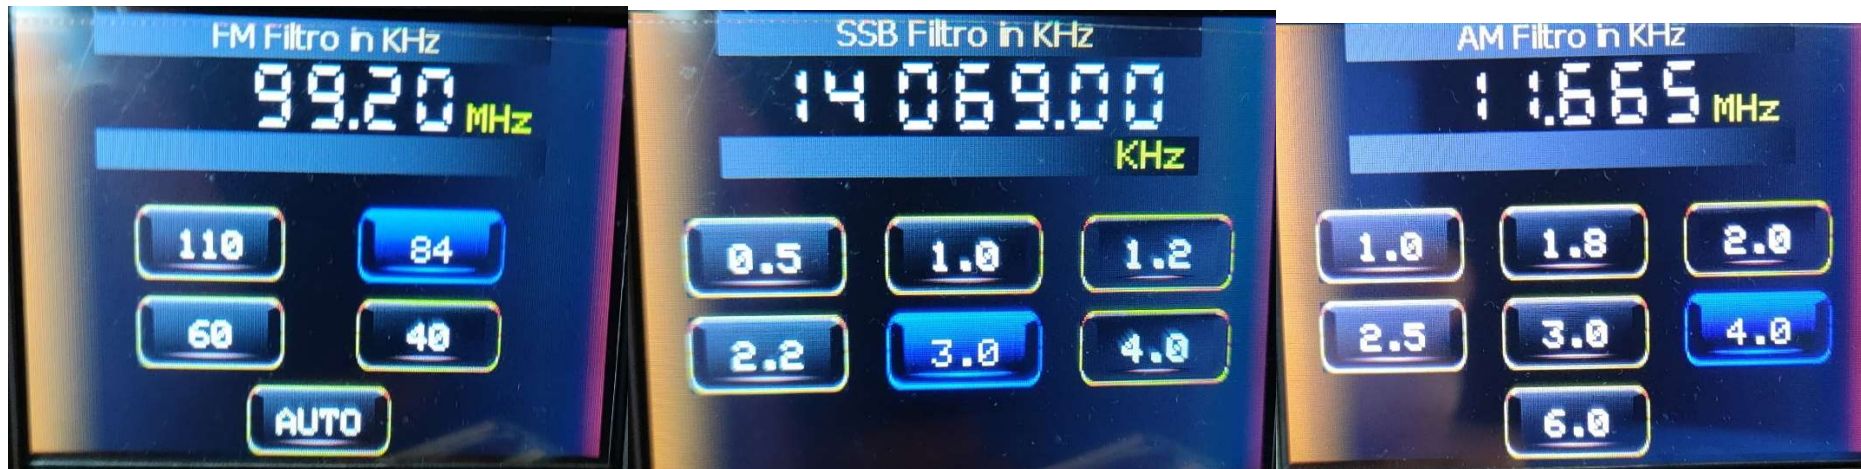 FM Filtro in KHz
99.20 MHz
110 84
60 40
AUTO
SSB Filtro in KHz
14 069.00
KHz
0.5 1.0 1.2
2.2 3.0 4.0
AM Filtro in KHz
11.665 MHz
1.0 1.8 2.0
2.5 3.0 4.0
6.0